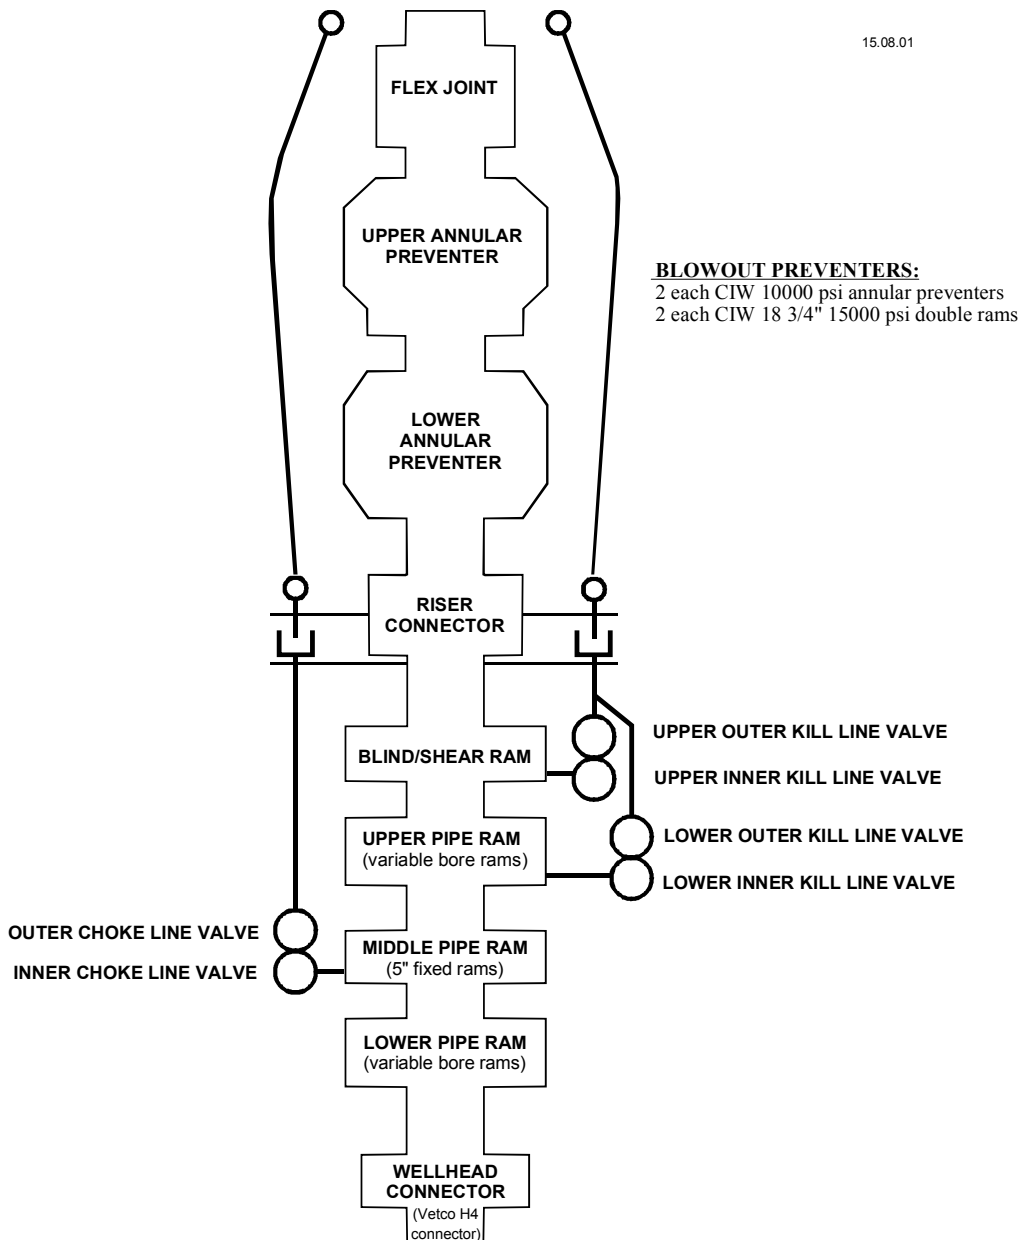 15.08.01
FLEX JOINT
UPPER ANNULAR
PREVENTER
BLOWOUT PREVENTERS:
2 each CIW 10000 psi annular preventers
2 each CIW 18 3/4" 15000 psi double rams
LOWER
ANNULAR
PREVENTER
RISER
CONNECTOR
UPPER OUTER KILL LINE VALVE
BLIND/SHEAR RAM
UPPER INNER KILL LINE VALVE
UPPER PIPE RAM
(variable bore rams)
LOWER OUTER KILL LINE VALVE
LOWER INNER KILL LINE VALVE
OUTER CHOKE LINE VALVE
INNER CHOKE LINE VALVE
MIDDLE PIPE RAM
(5" fixed rams)
LOWER PIPE RAM
(variable bore rams)
WELLHEAD
CONNECTOR
(Vetco H4
connector)